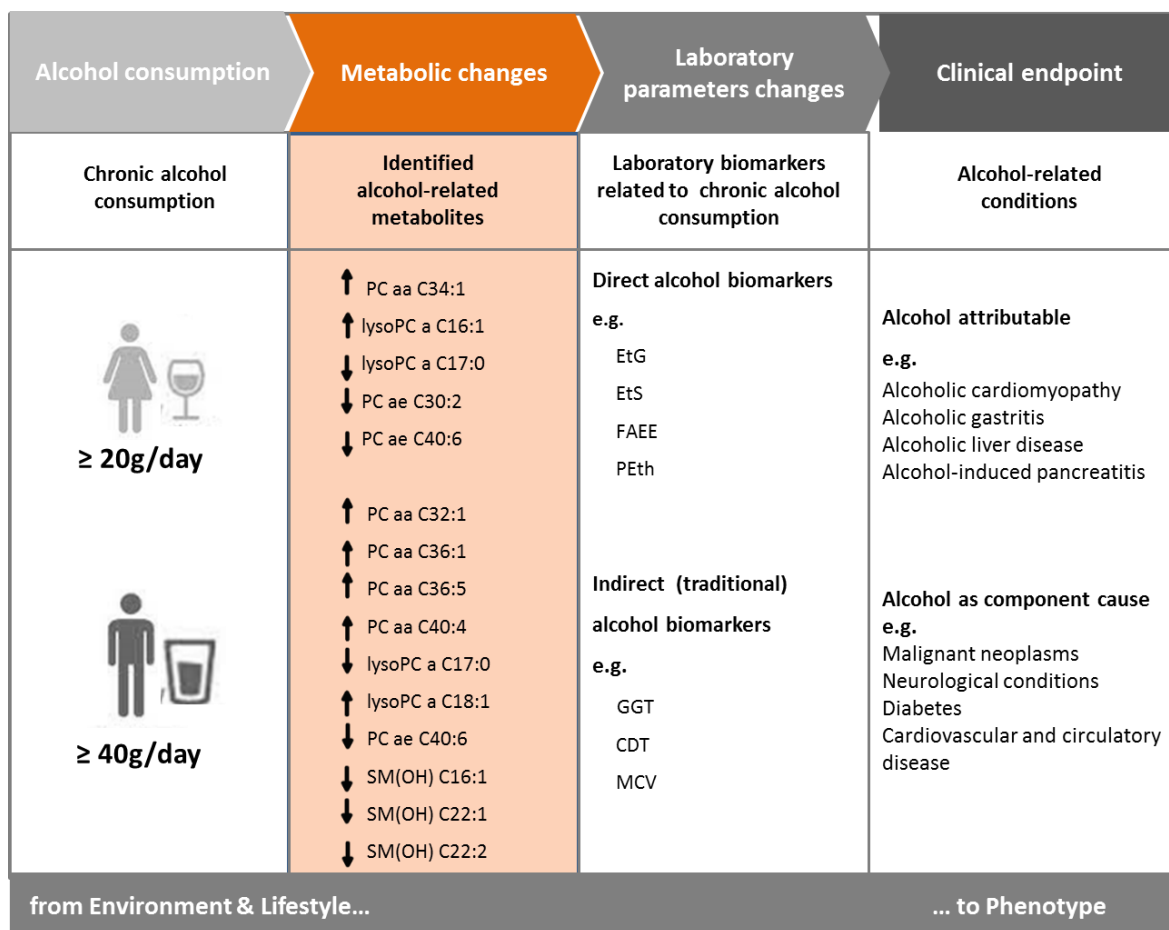 Alcohol consumption
Metabolic changes
Laboratory
parameters changes
Clinical endpoint
Chronic alcohol
consumption
Identified
alcohol-related
metabolites
Laboratory biomarkers
related to chronic alcohol
consumption
Alcohol-related
conditions
≥ 20g/day
≥ 40g/day
↑ PC aa C34:1
↑ lysoPC a C16:1
↓ lysoPC a C17:0
↓ PC ae C30:2
↓ PC ae C40:6
↑ PC aa C32:1
↑ PC aa C36:1
↑ PC aa C36:5
↑ PC aa C40:4
↓ lysoPC a C17:0
↑ lysoPC a C18:1
↓ PC ae C40:6
↓ SM(OH) C16:1
↓ SM(OH) C22:1
↓ SM(OH) C22:2
Direct alcohol biomarkers
e.g.
EtG
EtS
FAEE
PEth
Indirect (traditional)
alcohol biomarkers
e.g.
GGT
CDT
MCV
Alcohol attributable
e.g.
Alcoholic cardiomyopathy
Alcoholic gastritis
Alcoholic liver disease
Alcohol-induced pancreatitis
Alcohol as component cause
e.g.
Malignant neoplasms
Neurological conditions
Diabetes
Cardiovascular and circulatory
disease
from Environment & Lifestyle...
... to Phenotype